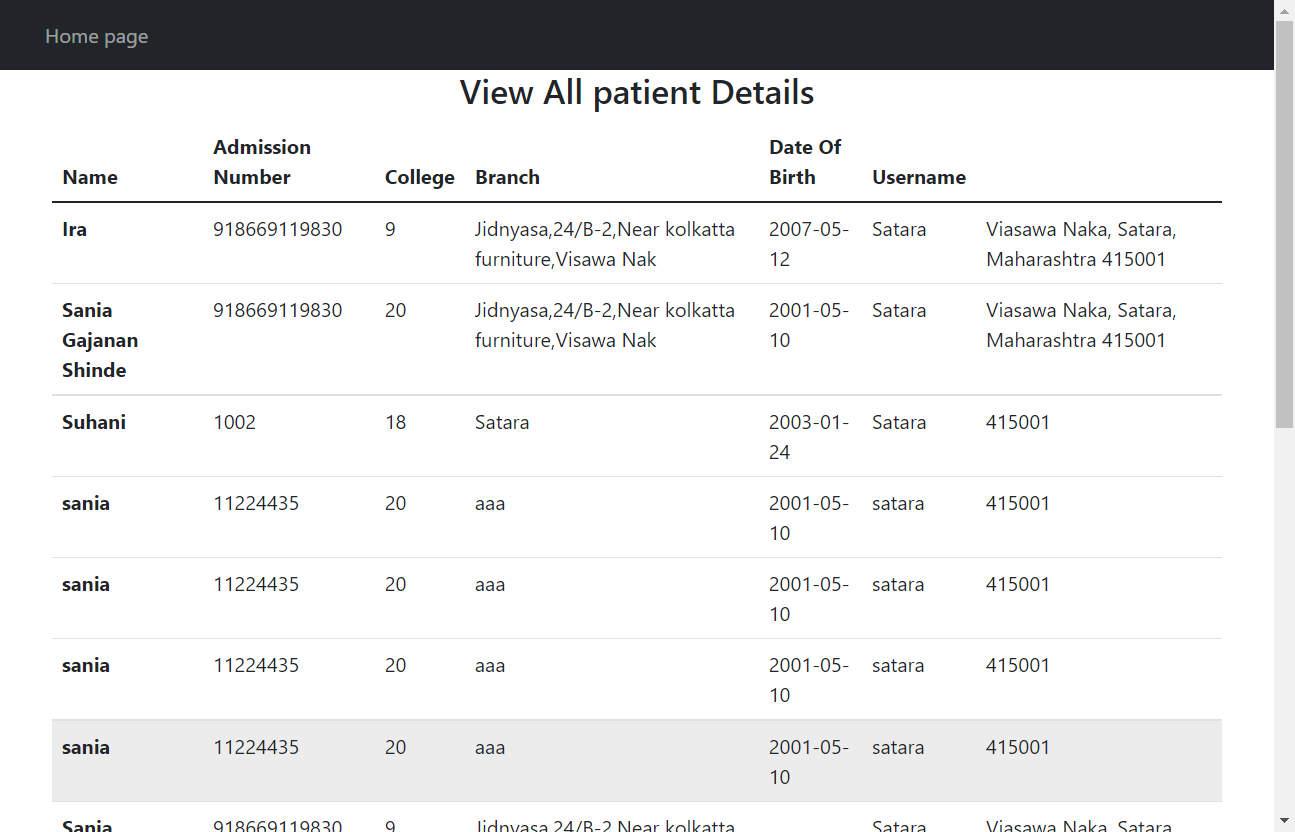 Home page
View All patient Details
Name Admission Number College Branch Date Of Birth Username
Ira 918669119830 9 Jidnyasa,24/B-2,Near kolkatta 2007-05- Satara Viasawa Naka, Satara,
furniture,Visawa Nak 12 Maharashtra 415001
Sania 918669119830 20 Jidnyasa,24/B-2,Near kolkatta 2001-05- Satara Viasawa Naka, Satara,
Gajanan furniture,Visawa Nak 10 Maharashtra 415001
Shinde
Suhani 1002 18 Satara 2003-01- Satara 415001
24
sania 11224435 20 aaa 2001-05- satara 415001
10
sania 11224435 20 aaa 2001-05- satara 415001
10
sania 11224435 20 aaa 2001-05- satara 415001
10
sania 11224435 20 aaa 2001-05- satara 415001
10
Sania 918669119830 9 Jidnyasa,24/B-2,Near kolkatta Satara Viasawa Naka, Satara,